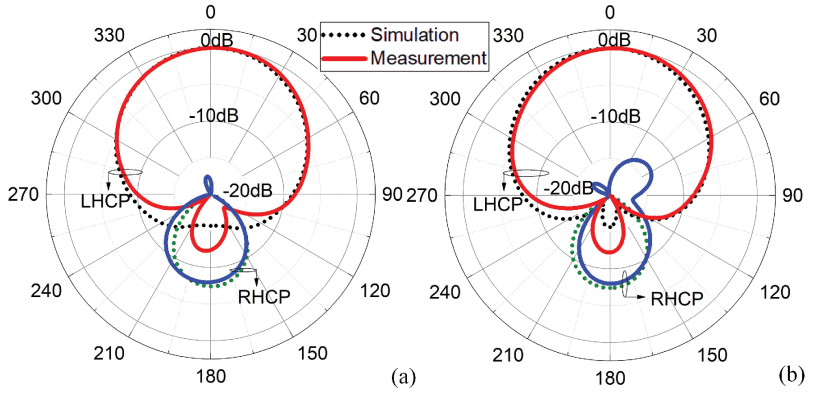 0
330
30
0dB
300
60
-10dB
-20dB
270
90
LHCP
240
120
RHCP
210
150
180
(a)
Simulation
Measurement
0
330
30
0dB
300
60
-10dB
-20dB
270
90
LHCP
240
120
RHCP
210
150
180
(b)